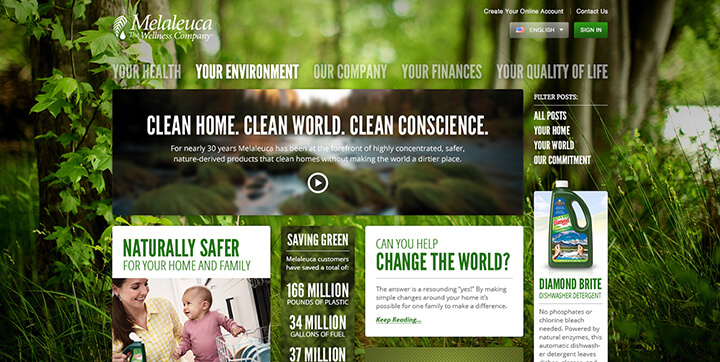 Create Your Online Account
Contact Us
Melaleuca
The Wellness Company
ENGLISH
SIGN IN
YOUR HEALTH
YOUR ENVIRONMENT
OUR COMPANY
YOUR FINANCES
YOUR QUALITY OF LIFE
CLEAN HOME. CLEAN WORLD. CLEAN CONSCIENCE.
For nearly 30 years Melaleuca has been at the forefront of highly concentrated, safer,
nature-derived products that clean homes without making the world a dirtier place.
FILTER POSTS:
ALL POSTS
YOUR HOME
YOUR WORLD
OUR COMMITMENT
NATURALLY SAFER
FOR YOUR HOME AND FAMILY
SAVING GREEN
Melaleuca customers
have saved a total of:
166 MILLION
POUNDS OF PLASTIC
34 MILLION
GALLONS OF FUEL
37 MILLION
CAN YOU HELP
CHANGE THE WORLD?
The answer is a resounding "yes!" By making
simple changes around your home it's
possible for one family to make a difference.
Keep Reading...
DIAMOND BRITE
DISHWASHER DETERGENT
No phosphates or
chlorine bleach
needed. Powered by
natural enzymes, this
automatic dishwash-
er detergent leaves